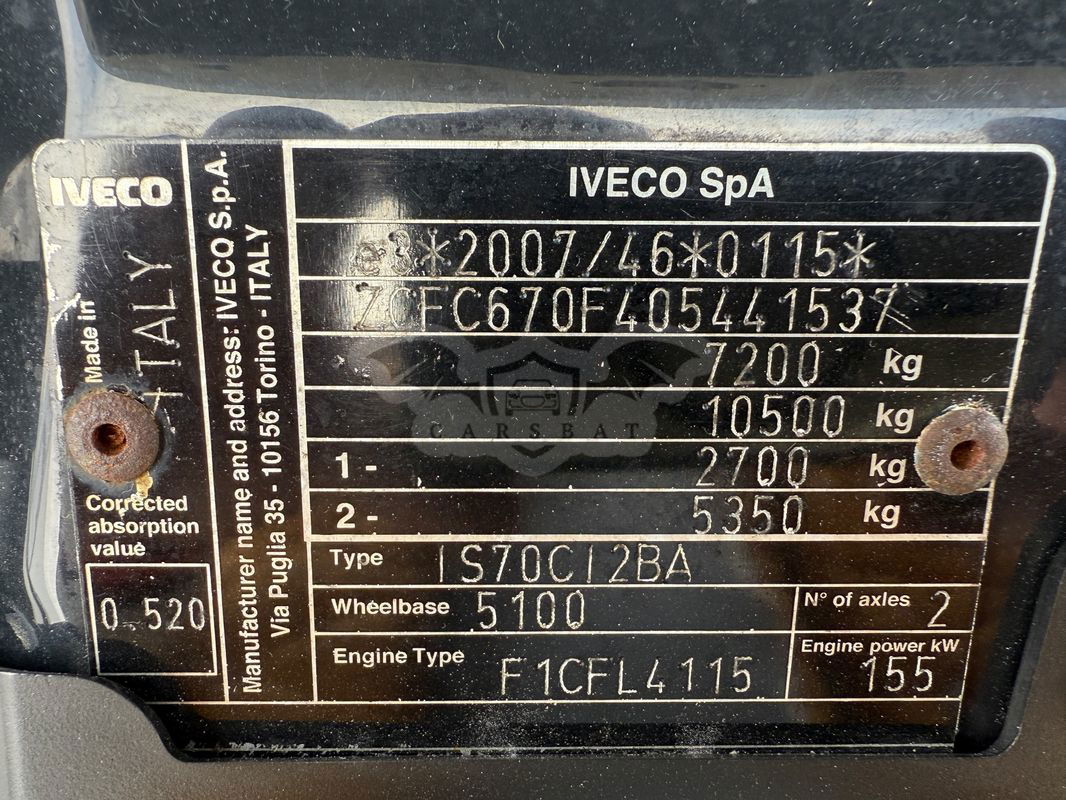 IVECO
Made in
ITALY
Corrected
absorption
value
0.520
Manufacturer name and address: IVECO S.p.A.
Via Puglia 35 - 10156 Torino - ITALY
IVECO SpA
e3*2007/46*0115*
ZCFC670F405441537
7200 kg
10500 kg
1 - 2700 kg
2 - 5350 kg
Type IS70CI2BA
Wheelbase 5100 N° of axles 2
Engine Type F1CFL4115 Engine power kW 155
CARSBAT